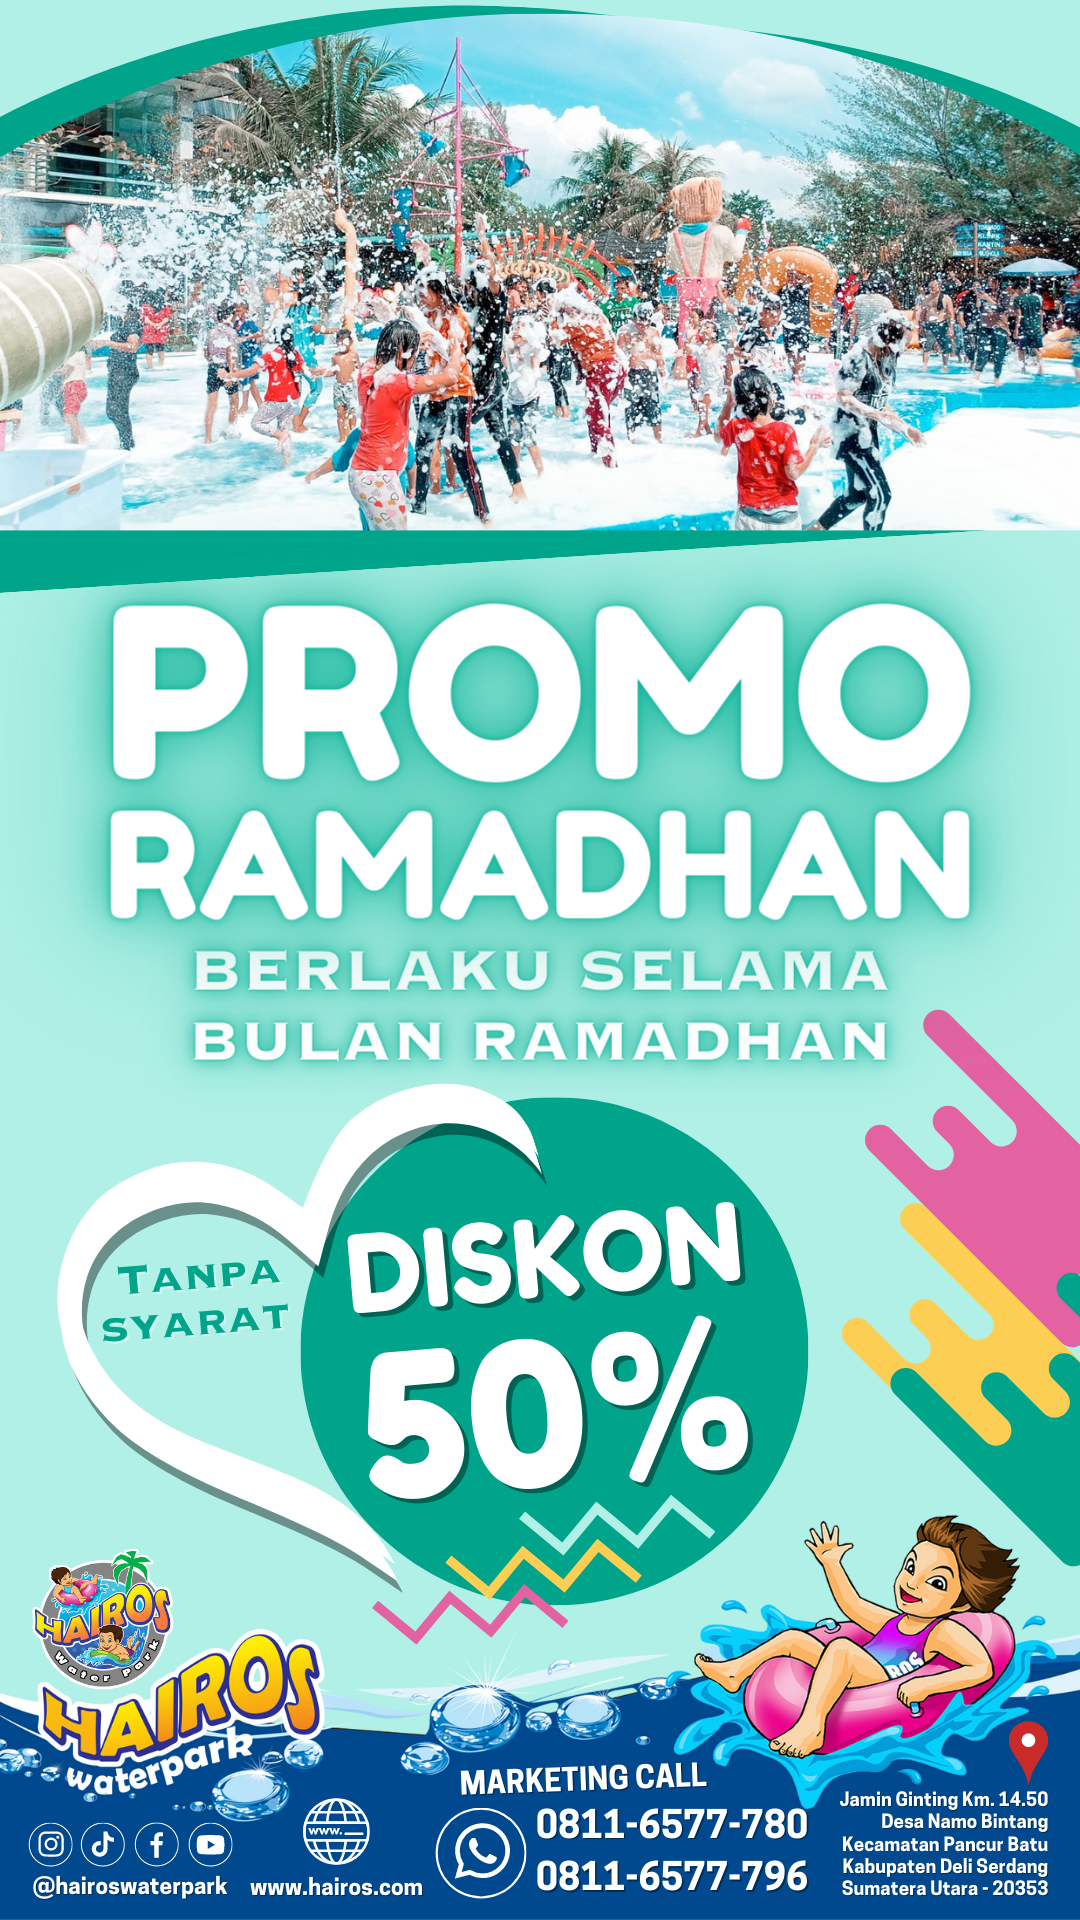 PROMO
RAMADHAN
BERLAKU SELAMA
BULAN RAMADHAN
TANPA
SYARAT
DISKON
50%
HAIROS
Water Park
HAIROS
waterpark
MARKETING CALL
0811-6577-780
0811-6577-796
www.
@hairoswaterpark
www.hairos.com
Jamin Ginting Km. 14.50
Desa Namo Bintang
Kecamatan Pancur Batu
Kabupaten Deli Serdang
Sumatera Utara - 20353